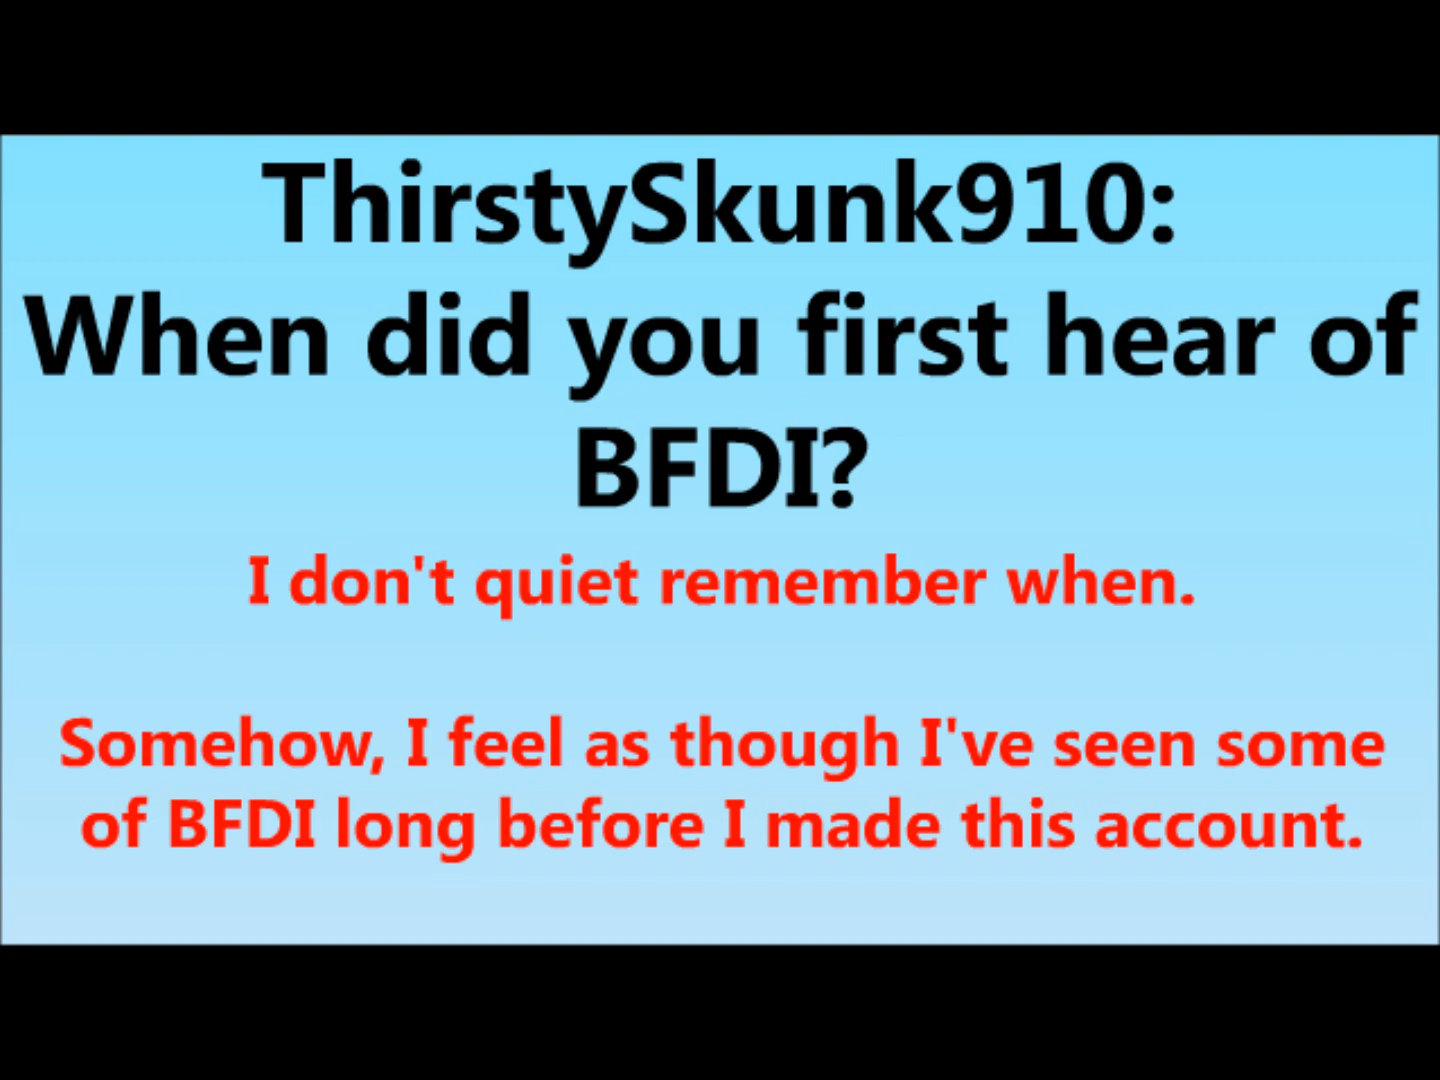 ThirstySkunk910:
When did you first hear of
BFDI?
I don't quiet remember when.
Somehow, I feel as though I've seen some
of BFDI long before I made this account.